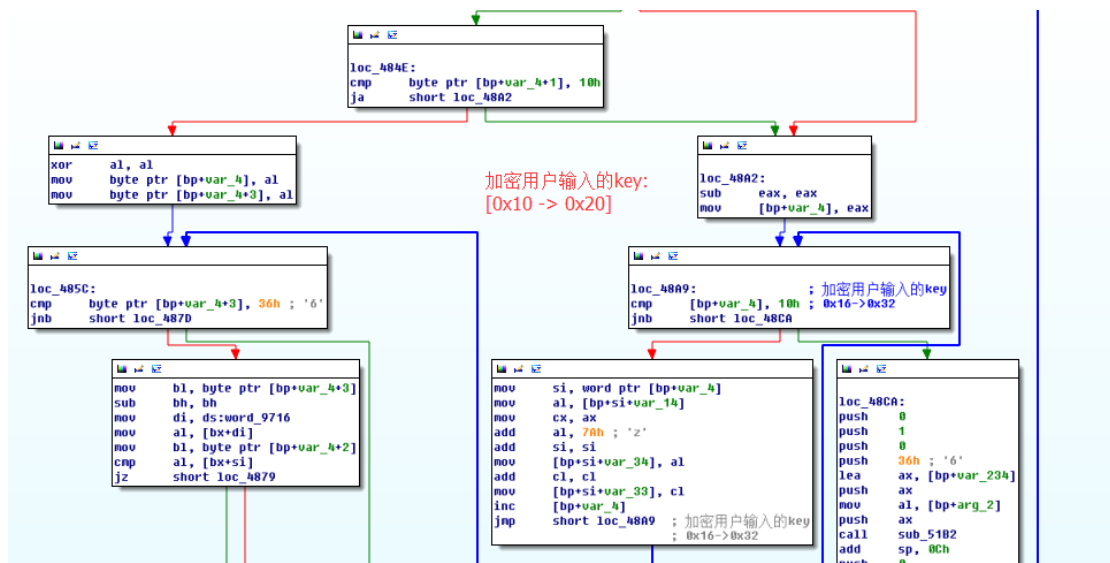 loc_484E:
cmp     byte ptr [bp+var_4+1], 10h
ja      short loc_48A2
xor     al, al
mov     byte ptr [bp+var_4], al
mov     byte ptr [bp+var_4+3], al
加密用户输入的key:
[0x10 -> 0x20]
loc_48A2:
sub     eax, eax
mov     [bp+var_4], eax
loc_485C:
cmp     byte ptr [bp+var_4+3], 36h ; '6'
jnb     short loc_487D
loc_48A9:               ; 加密用户输入的key
cmp     [bp+var_4], 10h ; 0x16->0x32
jnb     short loc_48CA
mov     bl, byte ptr [bp+var_4+3]
sub     bh, bh
mov     di, ds:word_9716
mov     al, [bx+di]
mov     bl, byte ptr [bp+var_4+2]
cmp     al, [bx+si]
jz      short loc_4879
mov     si, word ptr [bp+var_4]
mov     al, [bp+si+var_14]
mov     cx, ax
add     al, 7Ah ; 'z'
add     si, si
mov     [bp+si+var_34], al
add     cl, cl
mov     [bp+si+var_33], cl
inc     [bp+var_4]
jmp     short loc_48A9  ; 加密用户输入的key
; 0x16->0x32
loc_48CA:
push    0
push    1
push    0
push    36h ; '6'
lea     ax, [bp+var_234]
push    ax
mov     al, [bp+arg_2]
push    ax
call    sub_51B2
add     sp, 0Ch